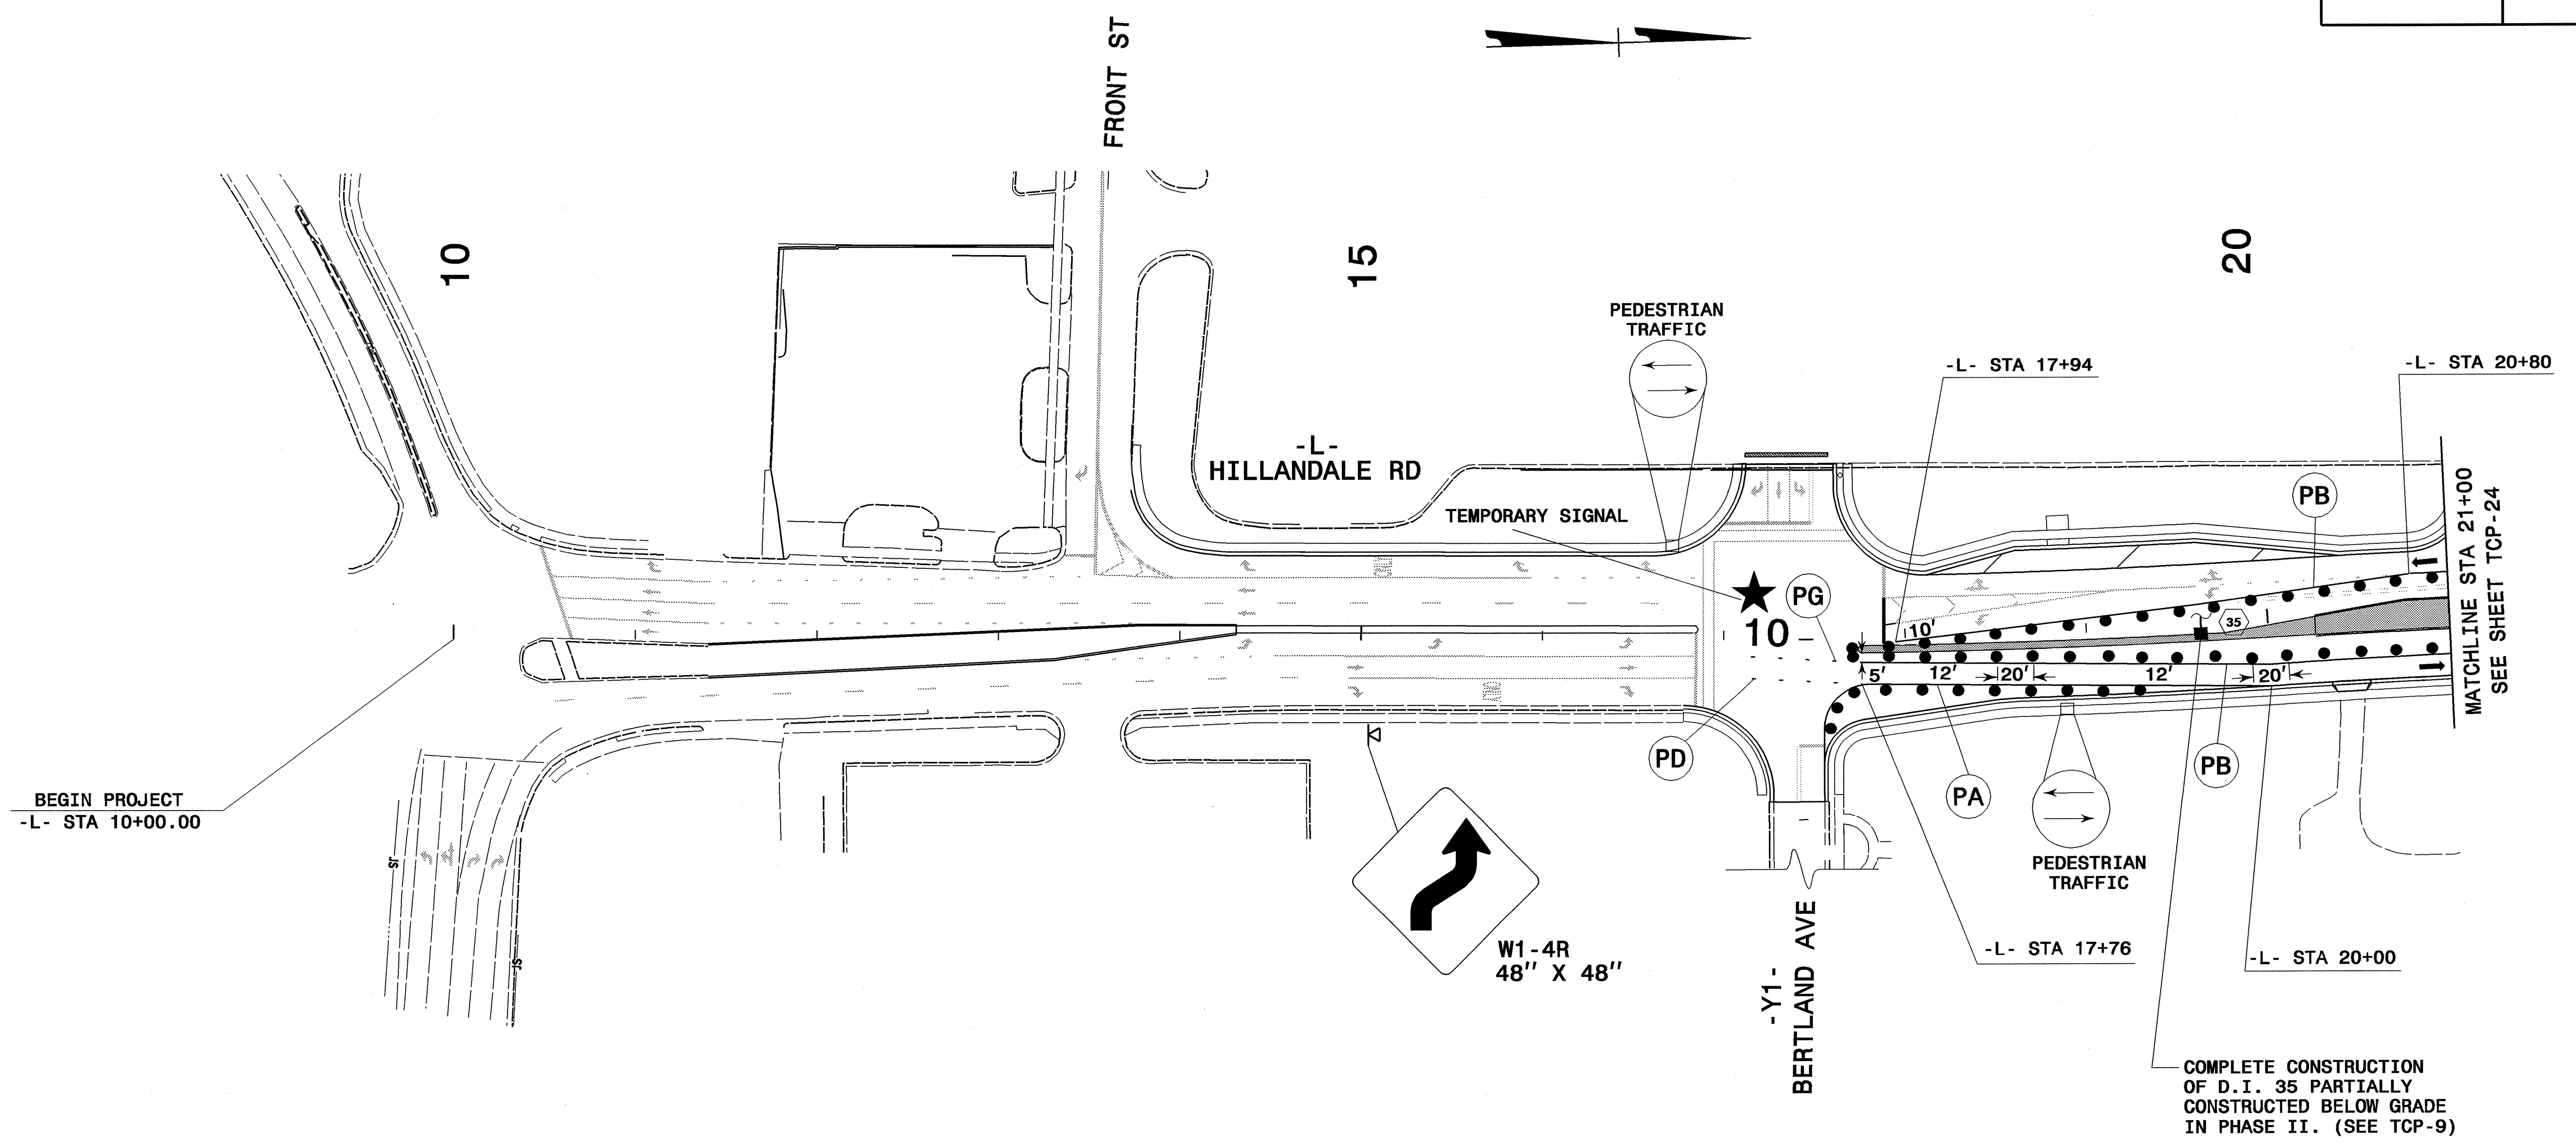 FRONT ST
10
15
20
PEDESTRIAN
TRAFFIC
-L- STA 17+94
-L- STA 20+80
-L-
HILLANDALE RD
TEMPORARY SIGNAL
PB
MATCHLINE STA 21+00
SEE SHEET TCP-24
PG
10
10'
35
5'
12'
20'
12'
20'
PD
PA
PB
BEGIN PROJECT
-L- STA 10+00.00
PEDESTRIAN
TRAFFIC
W1-4R
48" X 48"
-Y1-
BERTLAND AVE
-L- STA 17+76
-L- STA 20+00
COMPLETE CONSTRUCTION
OF D.I. 35 PARTIALLY
CONSTRUCTED BELOW GRADE
IN PHASE II. (SEE TCP-9)